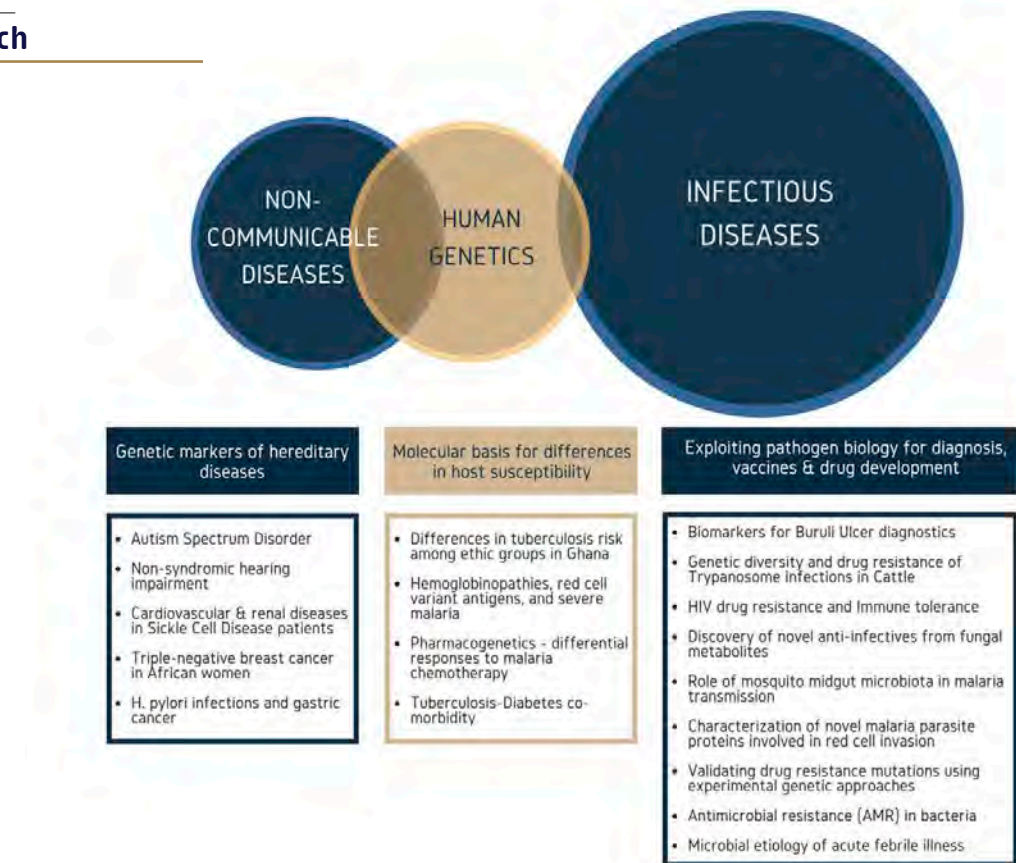 ch
NON-
COMMUNICABLE
DISEASES
HUMAN
GENETICS
INFECTIOUS
DISEASES
Genetic markers of hereditary
diseases
• Autism Spectrum Disorder
• Non-syndromic hearing
impairment
• Cardiovascular & renal diseases
in Sickle Cell Disease patients
• Triple-negative breast cancer
in African women
• H. pylori infections and gastric
cancer
Molecular basis for differences
in host susceptibility
• Differences in tuberculosis risk
among ethic groups in Ghana
• Hemoglobinopathies, red cell
variant antigens, and severe
malaria
• Pharmacogenetics - differential
responses to malaria
chemotherapy
• Tuberculosis-Diabetes co-
morbidity
Exploiting pathogen biology for diagnosis,
vaccines & drug development
• Biomarkers for Buruli Ulcer diagnostics
• Genetic diversity and drug resistance of
Trypanosome infections in Cattle
• HIV drug resistance and Immune tolerance
• Discovery of novel anti-infectives from fungal
metabolites
• Role of mosquito midgut microbiota in malaria
transmission
• Characterization of novel malaria parasite
proteins involved in red cell invasion
• Validating drug resistance mutations using
experimental genetic approaches
• Antimicrobial resistance (AMR) in bacteria
• Microbial etiology of acute febrile illness